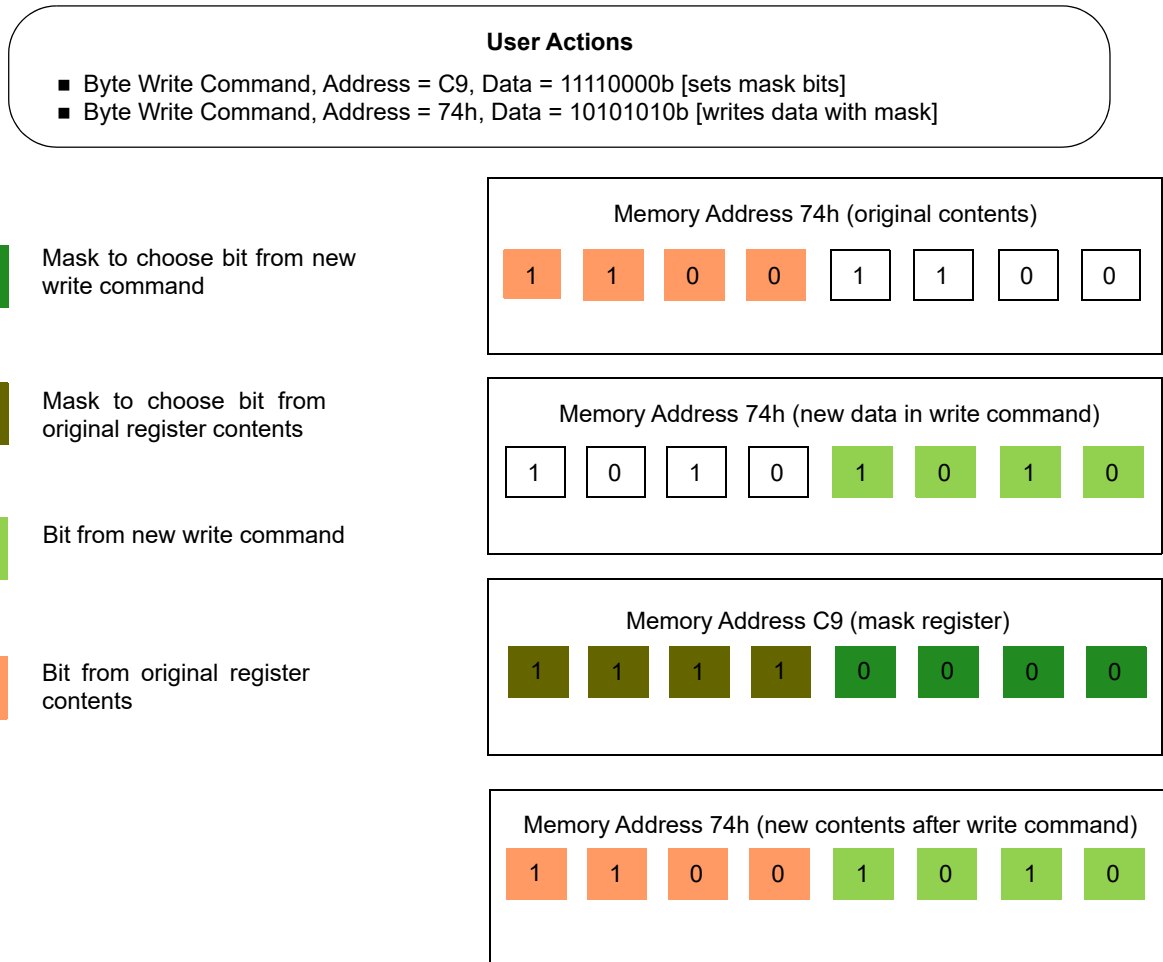 User Actions
■ Byte Write Command, Address = C9, Data = 11110000b [sets mask bits]
■ Byte Write Command, Address = 74h, Data = 10101010b [writes data with mask]
Mask to choose bit from new
write command
Mask to choose bit from
original register contents
Bit from new write command
Bit from original register
contents
Memory Address 74h (original contents)
1 1 0 0 1 1 0 0
Memory Address 74h (new data in write command)
1 0 1 0 1 0 1 0
Memory Address C9 (mask register)
1 1 1 1 0 0 0 0
Memory Address 74h (new contents after write command)
1 1 0 0 1 0 1 0